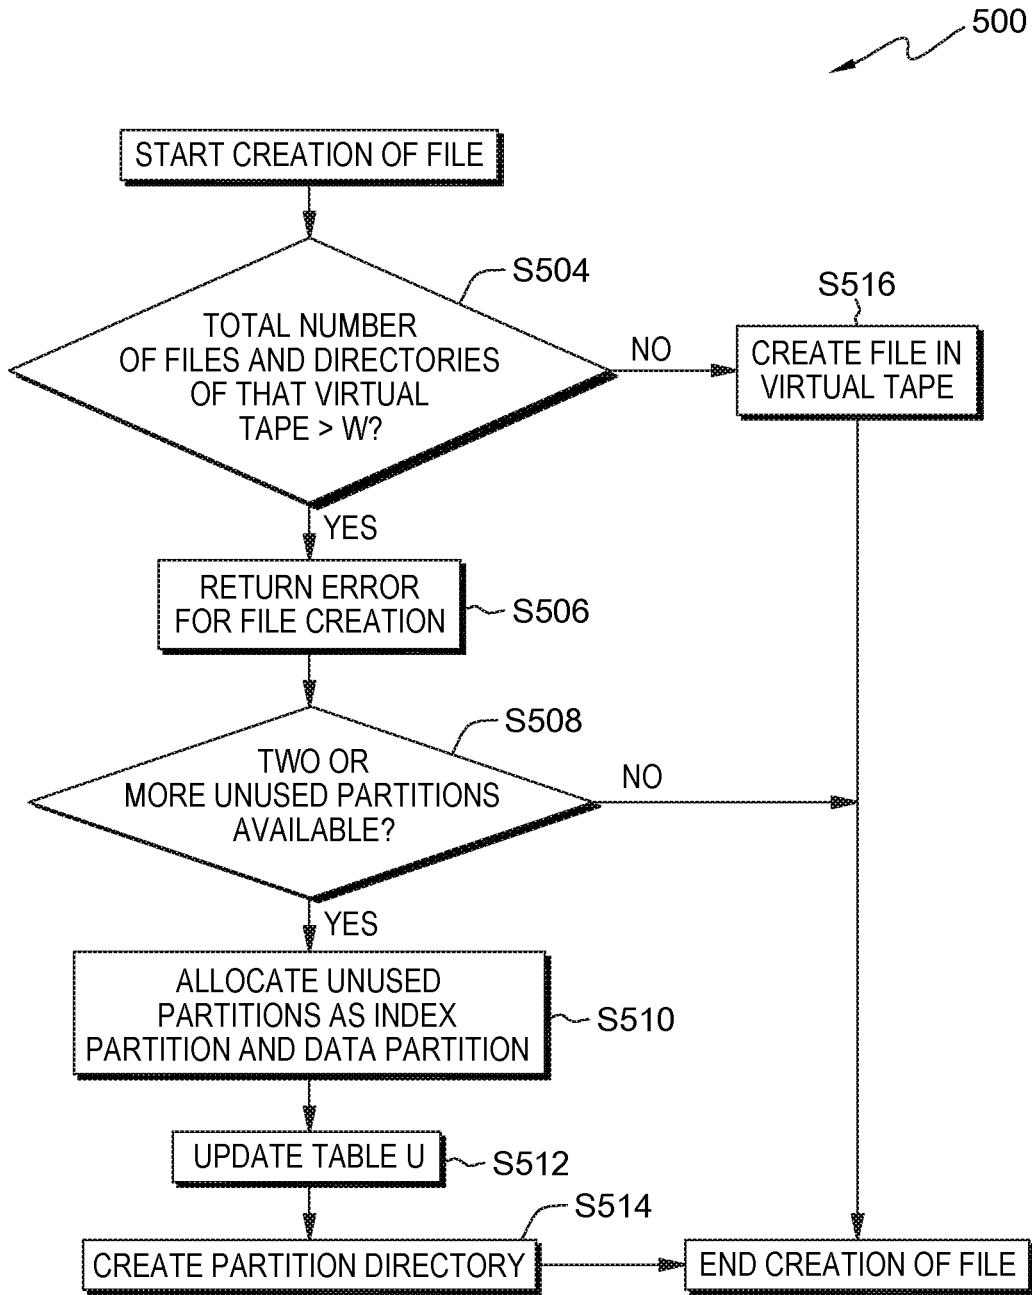 500
START CREATION OF FILE
S504
TOTAL NUMBER
OF FILES AND DIRECTORIES
OF THAT VIRTUAL
TAPE > W?
NO
S516
CREATE FILE IN
VIRTUAL TAPE
YES
RETURN ERROR
FOR FILE CREATION
S506
S508
TWO OR
MORE UNUSED PARTITIONS
AVAILABLE?
NO
YES
ALLOCATE UNUSED
PARTITIONS AS INDEX
PARTITION AND DATA PARTITION
S510
UPDATE TABLE U
S512
S514
CREATE PARTITION DIRECTORY
END CREATION OF FILE